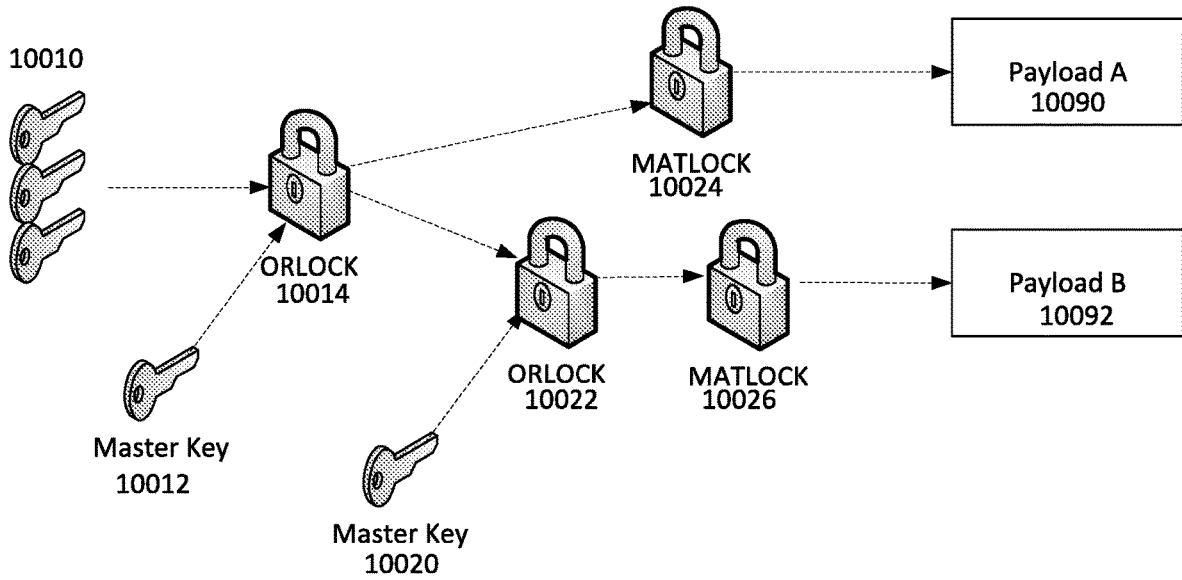 10010
Payload A
10090
MATLOCK
10024
ORLOCK
10014
Payload B
10092
ORLOCK
10022
MATLOCK
10026
Master Key
10012
Master Key
10020